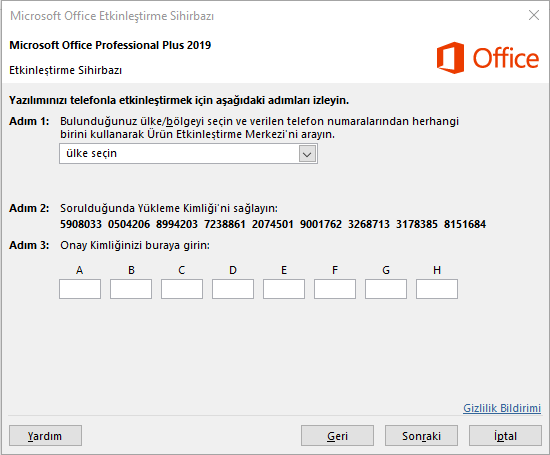 Microsoft Office Etkinleştirme Sihirbazı
Microsoft Office Professional Plus 2019
Etkinleştirme Sihirbazı
Office
Yazılımınızı telefonla etkinleştirmek için aşağıdaki adımları izleyin.
Adım 1: Bulunduğunuz ülke/bölgeyi seçin ve verilen telefon numaralarından herhangi
birini kullanarak Ürün Etkinleştirme Merkezi'ni arayın.
ülke seçin
Adım 2: Sorulduğunda Yükleme Kimliği'ni sağlayın:
5908033 0504206 8994203 7238861 2074501 9001762 3268713 3178385 8151684
Adım 3: Onay Kimliğinizi buraya girin:
A B C D E F G H
Gizlilik Bildirimi
Yardım Geri Sonraki İptal